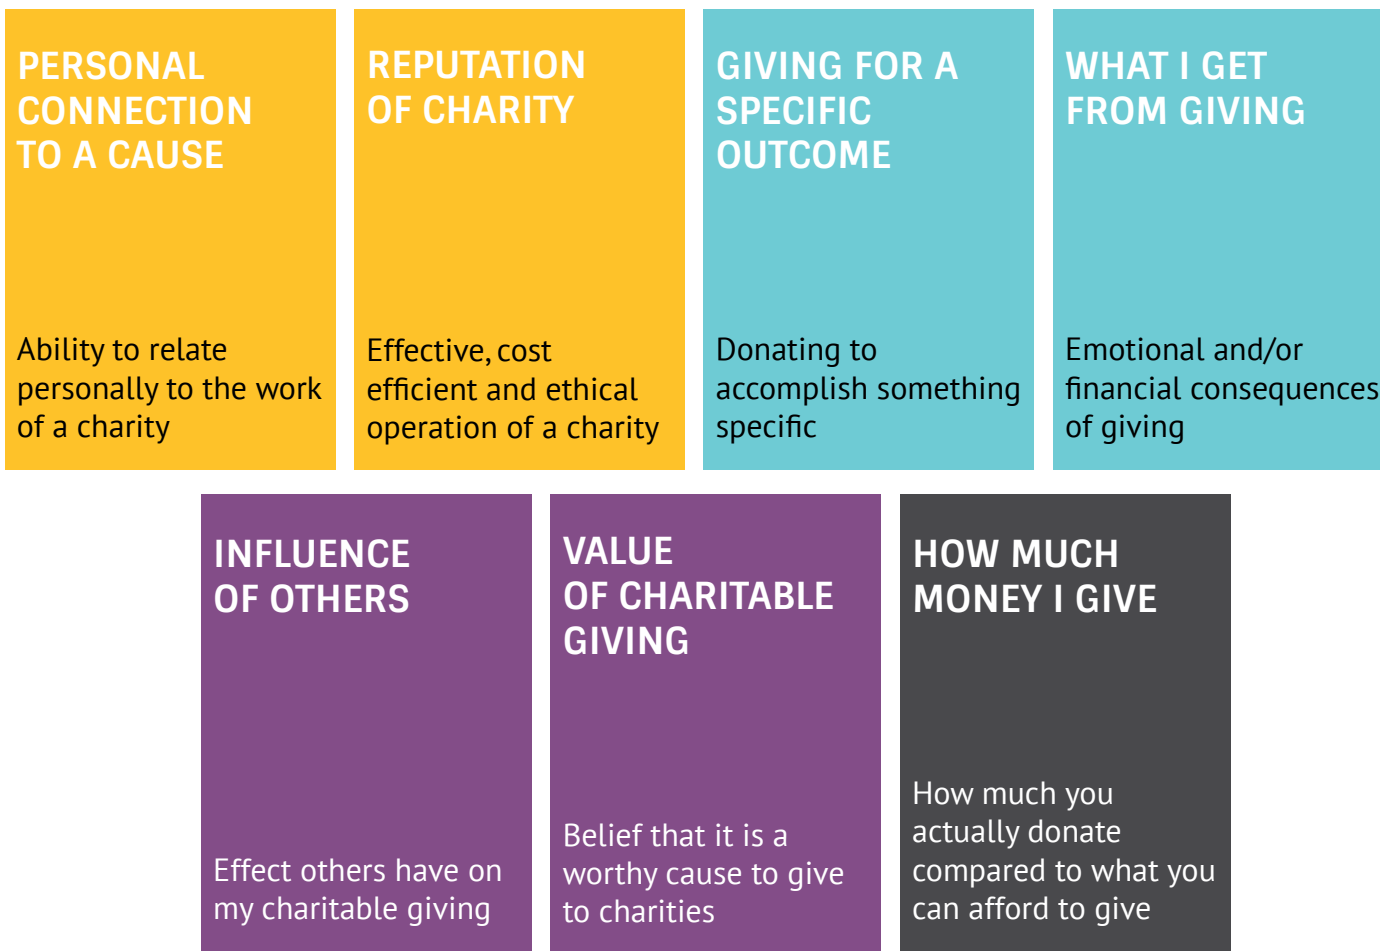 PERSONAL
CONNECTION
TO A CAUSE
Ability to relate
personally to the work
of a charity
REPUTATION
OF CHARITY
Effective, cost
efficient and ethical
operation of a charity
GIVING FOR A
SPECIFIC
OUTCOME
Donating to
accomplish something
specific
WHAT I GET
FROM GIVING
Emotional and/or
financial consequences
of giving
INFLUENCE
OF OTHERS
Effect others have on
my charitable giving
VALUE
OF CHARITABLE
GIVING
Belief that it is a
worthy cause to give
to charities
HOW MUCH
MONEY I GIVE
How much you
actually donate
compared to what you
can afford to give